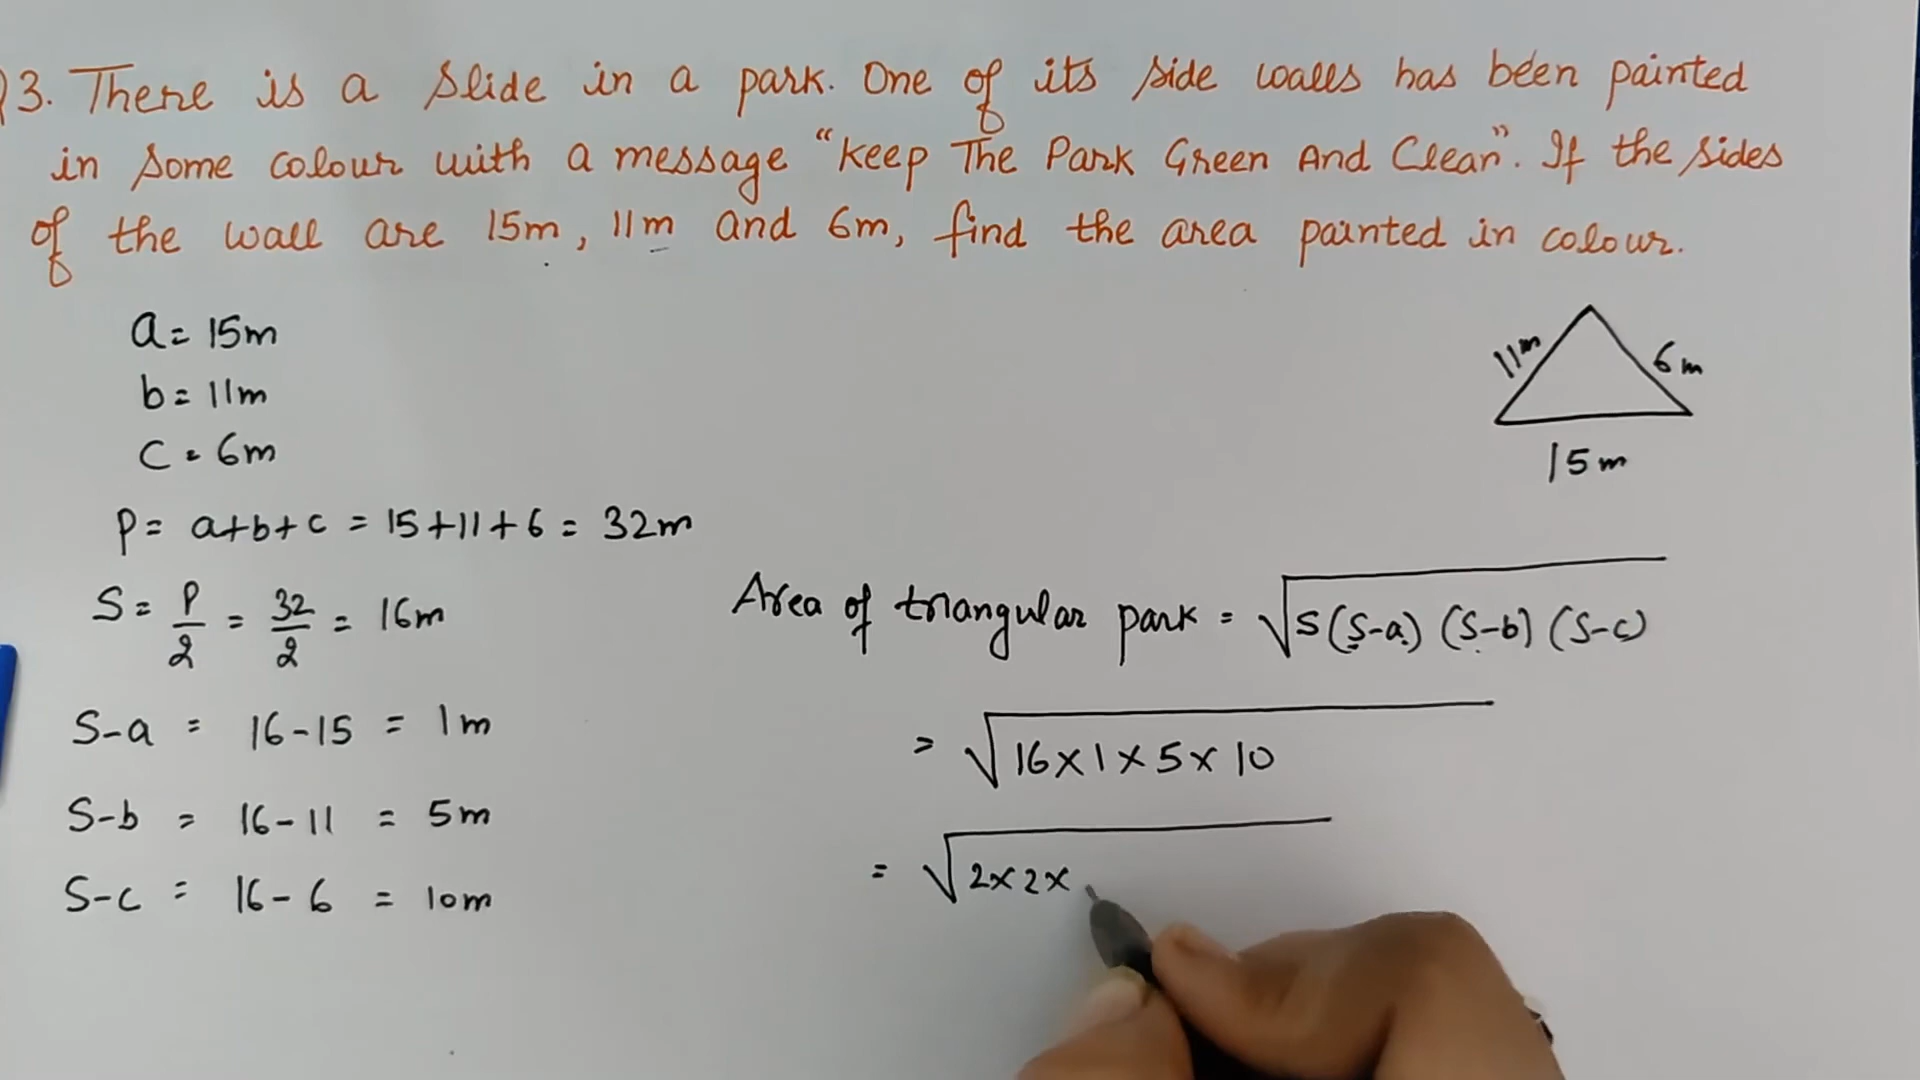 3. There is a slide in a park. One of its side walls has been painted
in some colour with a message "Keep The Park Green And Clean". If the sides
of the wall are 15m, 11m and 6m, find the area painted in colour.
a = 15m
b = 11m
c = 6m
11m
6m
15m
P = a+b+c = 15+11+6 = 32m
S = P/2 = 32/2 = 16m
S-a = 16-15 = 1m
S-b = 16-11 = 5m
S-c = 16-6 = 10m
Area of triangular park = √S(S-a)(S-b)(S-c)
= √16×1×5×10
= √2×2×